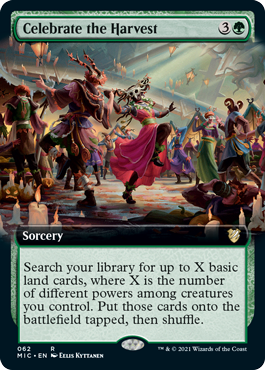 Celebrate the Harvest 3
Sorcery
Search your library for up to X basic
land cards, where X is the number
of different powers among creatures
you control. Put those cards onto the
battlefield tapped, then shuffle.
062 R
MIC • EN EELIS KYTTANEN
™ & © 2021 Wizards of the Coast